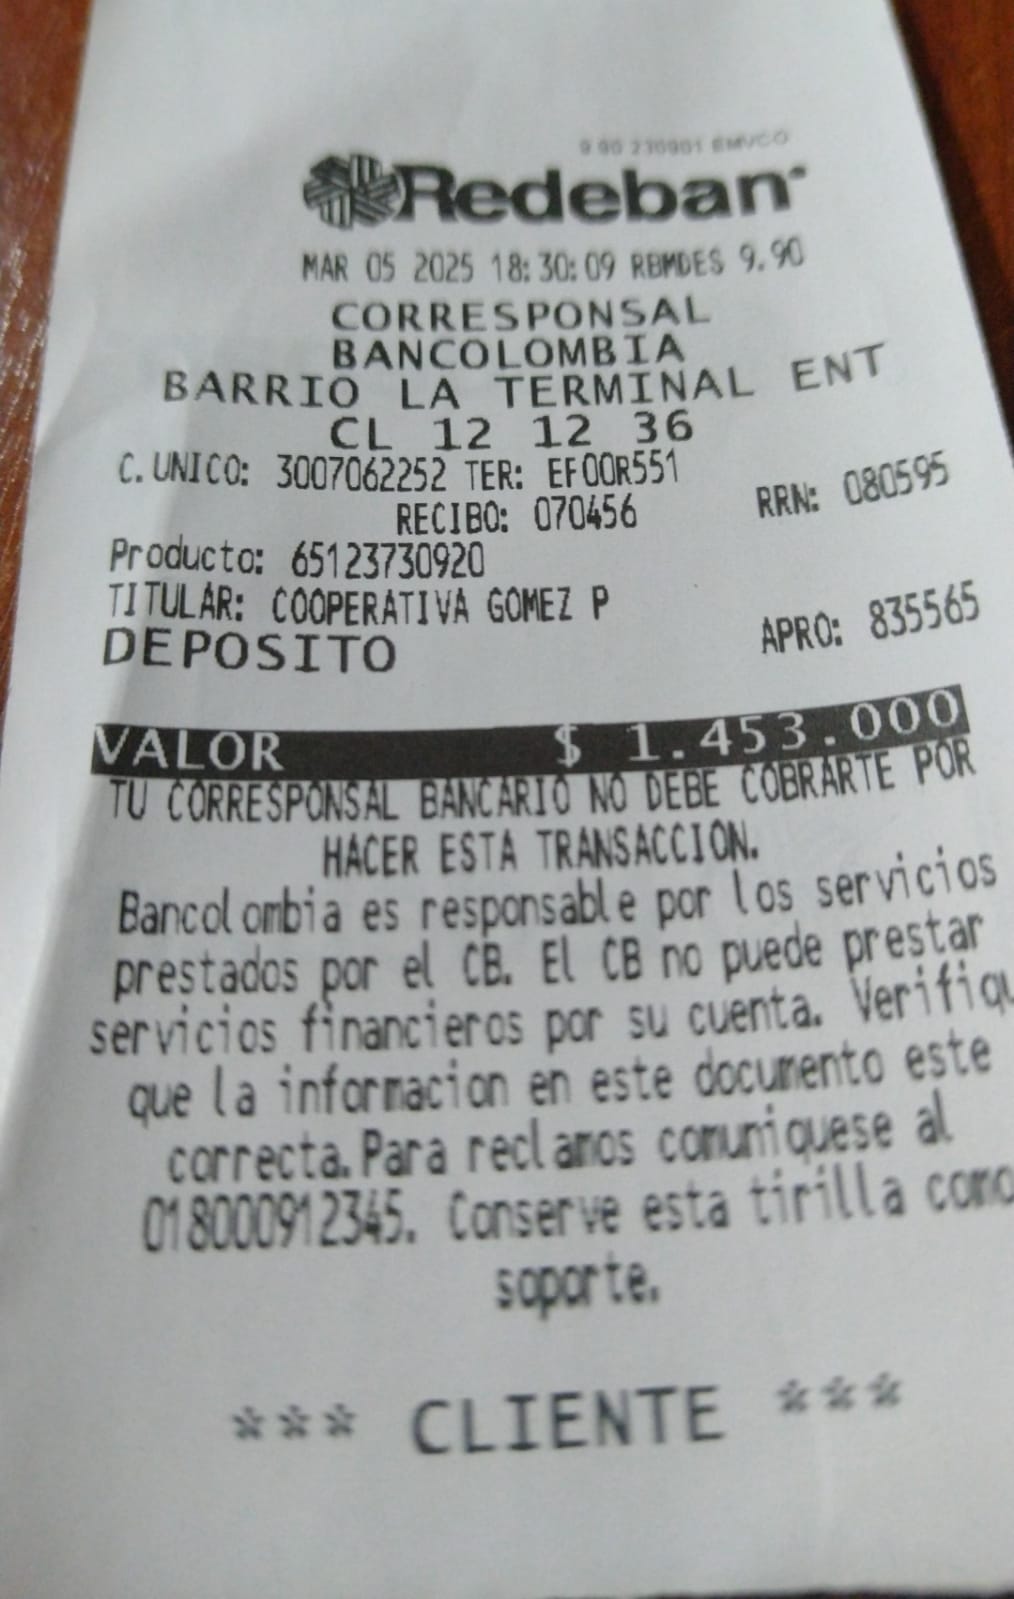 9.90 230901 EMVCO
Redeban
MAR 05 2025 18:30:09 RBMDES 9.90
CORRESPONSAL
BANCOLOMBIA
BARRIO LA TERMINAL ENT
CL 12 12 36
C. UNICO: 3007062252 TER: EF00R551
RECIBO: 070456 RRN: 080595
Producto: 65123730920
TITULAR: COOPERATIVA GOMEZ P
DEPOSITO APRO: 835565
VALOR $ 1.453.000
TU CORRESPONSAL BANCARIO NO DEBE COBRARTE POR
HACER ESTA TRANSACCION.
Bancolombia es responsable por los servicios
prestados por el CB. El CB no puede prestar
servicios financieros por su cuenta. Verifiqu
que la informacion en este documento este
correcta.Para reclamos comuniquese al
018000912345. Conserve esta tirilla como
soporte.
*** CLIENTE ***